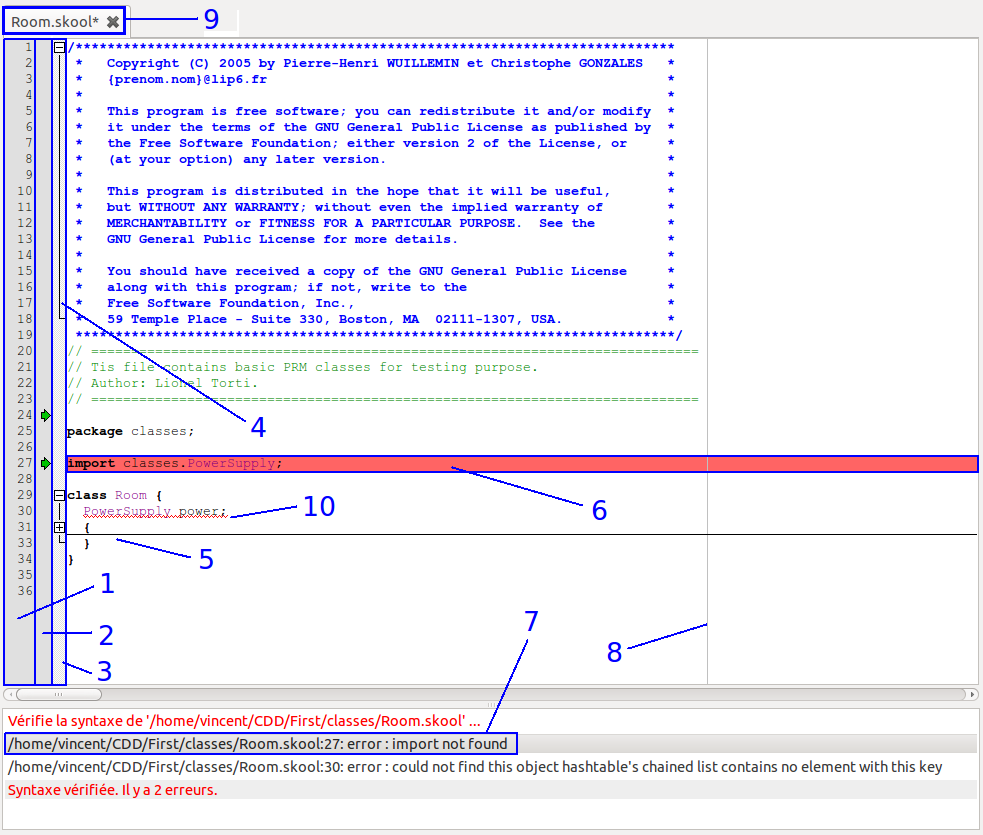 Room.skool* ✖ 9
1 /***************************************************************************
2 * Copyright (C) 2005 by Pierre-Henri WUILLEMIN et Christophe GONZALES *
3 * {prenom.nom}@lip6.fr *
4 * *
5 * This program is free software; you can redistribute it and/or modify *
6 * it under the terms of the GNU General Public License as published by *
7 * the Free Software Foundation; either version 2 of the License, or *
8 * (at your option) any later version. *
9 * *
10 * This program is distributed in the hope that it will be useful, *
11 * but WITHOUT ANY WARRANTY; without even the implied warranty of *
12 * MERCHANTABILITY or FITNESS FOR A PARTICULAR PURPOSE. See the *
13 * GNU General Public License for more details. *
14 * *
15 * You should have received a copy of the GNU General Public License *
16 * along with this program; if not, write to the *
17 * Free Software Foundation, Inc., *
18 * 59 Temple Place - Suite 330, Boston, MA 02111-1307, USA. *
19 ***************************************************************************/
20 // ============================================================================
21 // Tis file contains basic PRM classes for testing purpose.
22 // Author: Lionel Torti.
23 // ============================================================================
24
4
25 package classes;
26
27 import classes.PowerSupply;
28
29 class Room {
30 PowerSupply power;
10
6
31 {
33 }
5
34 }
35
36
1
2
3
7
8
Vérifie la syntaxe de '/home/vincent/CDD/First/classes/Room.skool' ...
/home/vincent/CDD/First/classes/Room.skool:27: error : import not found
/home/vincent/CDD/First/classes/Room.skool:30: error : could not find this object hashtable's chained list contains no element with this key
Syntaxe vérifiée. Il y a 2 erreurs.